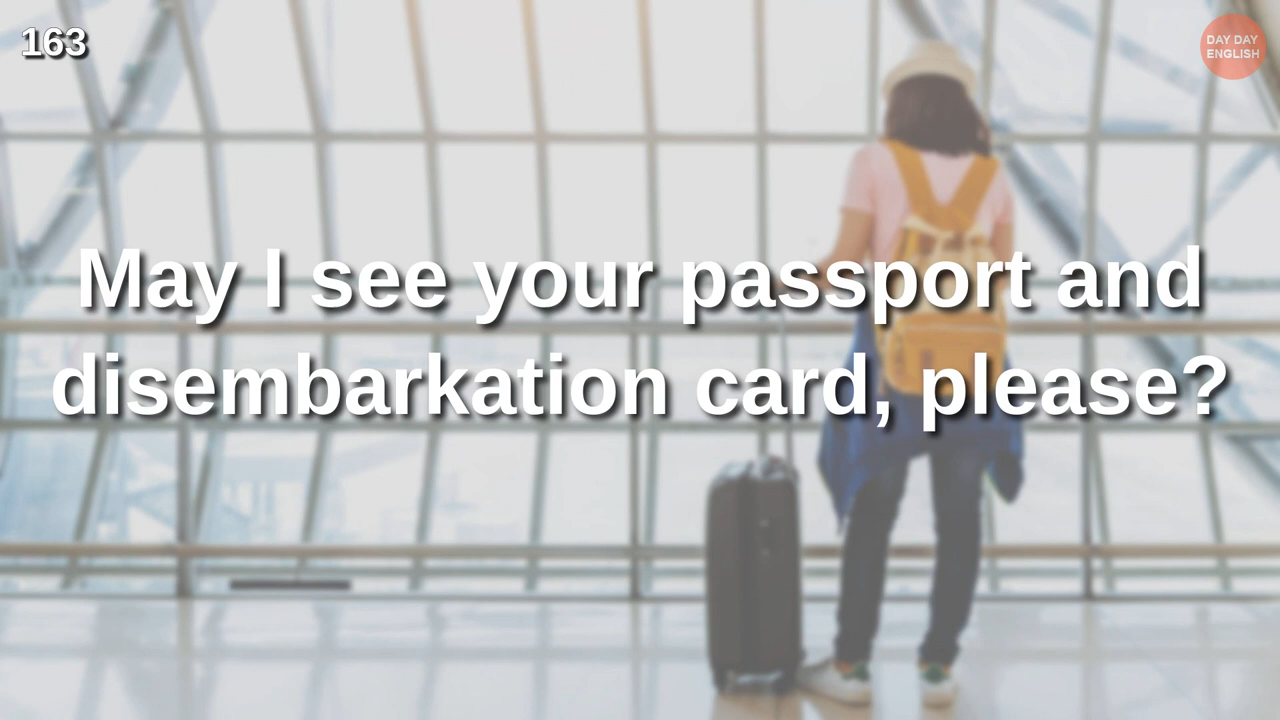 163
DAY DAY
ENGLISH
May I see your passport and
disembarkation card, please?